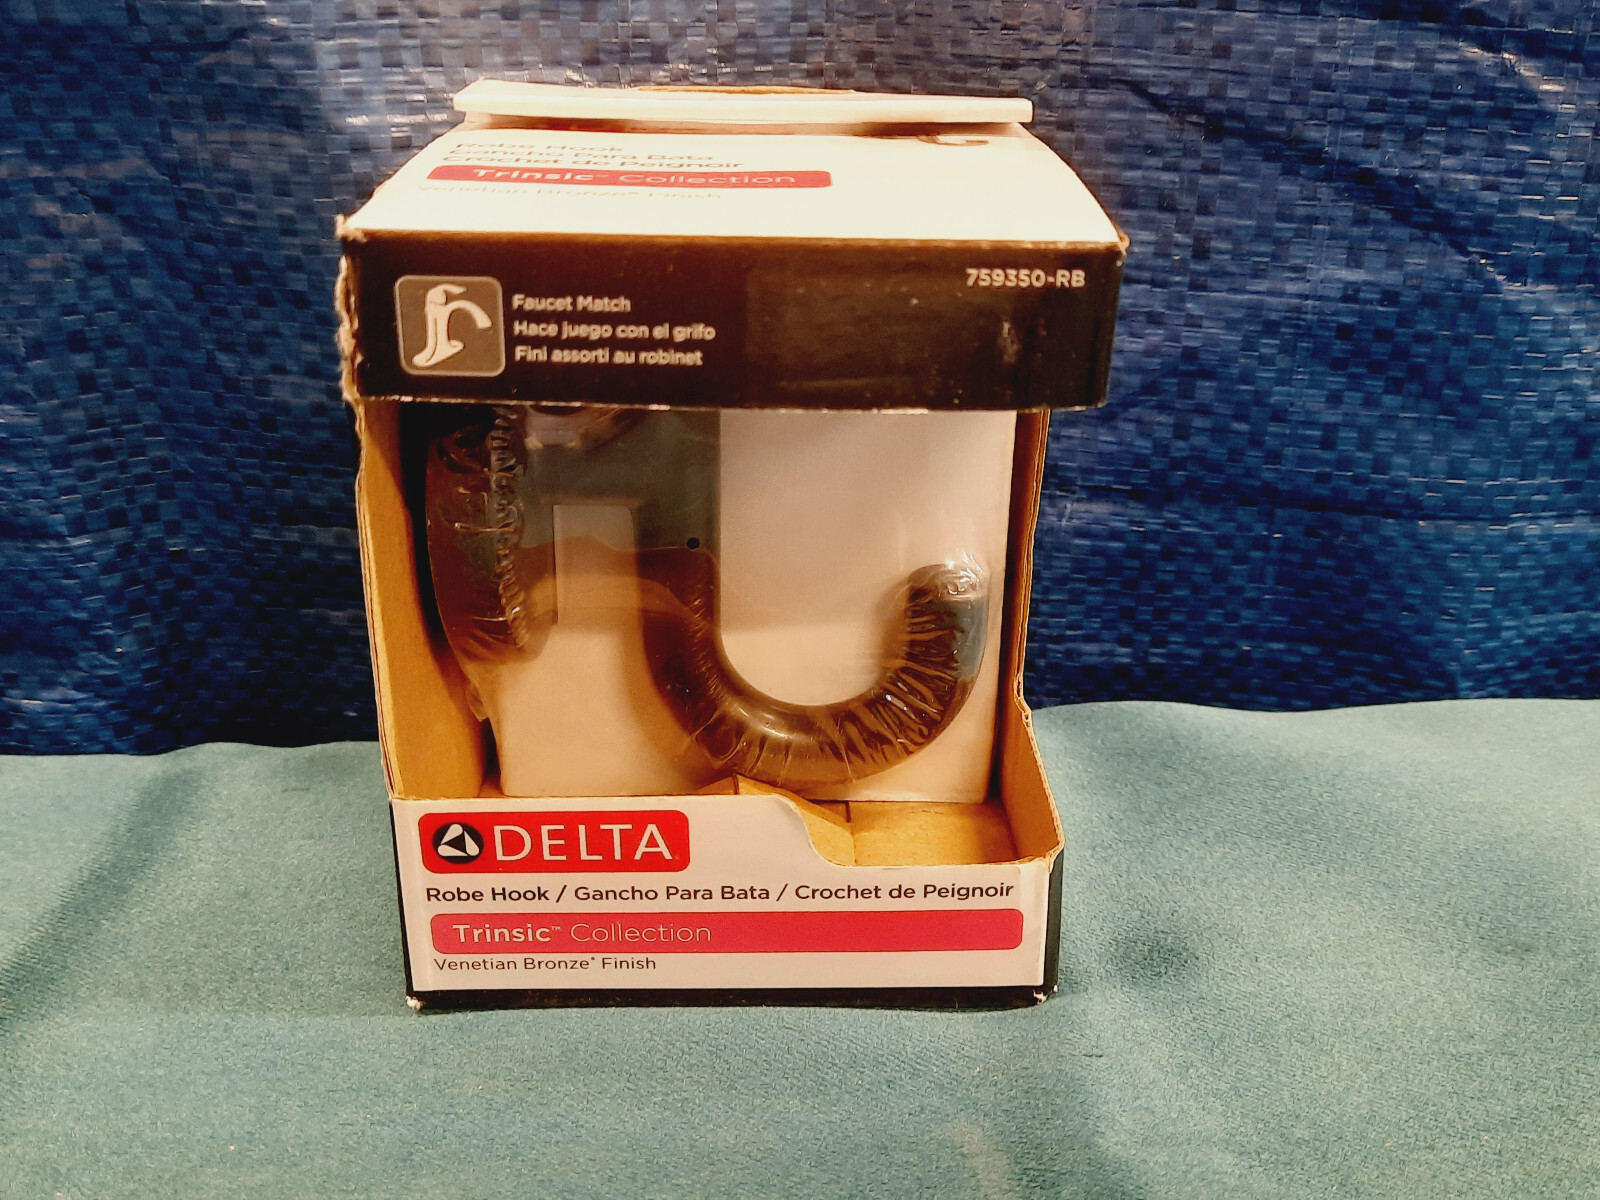 Robe Hook
Gancho Para Bata
Crochet de Peignoir
Trinsic™ Collection
Venetian Bronze® Finish
759350-RB
Faucet Match
Hace juego con el grifo
Fini assorti au robinet
DELTA
Robe Hook / Gancho Para Bata / Crochet de Peignoir
Trinsic™ Collection
Venetian Bronze® Finish